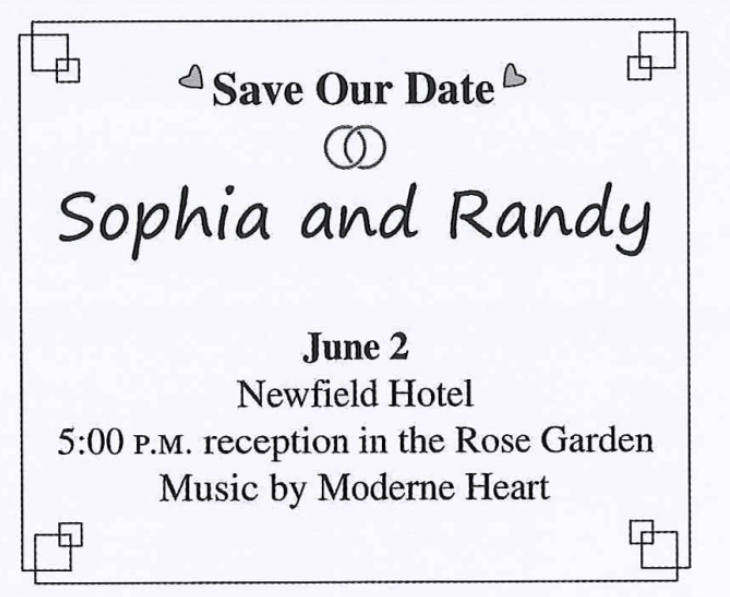 Save Our Date
Sophia and Randy
June 2
Newfield Hotel
5:00 P.M. reception in the Rose Garden
Music by Moderne Heart